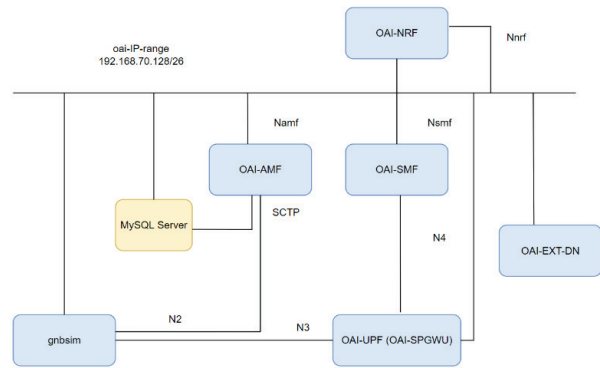 OAI-NRF
Nnrf
oai-IP-range
192.168.70.128/26
Namf
Nsmf
OAI-AMF
OAI-SMF
SCTP
MySQL Server
N4
OAI-EXT-DN
N2
N3
gnbsim
OAI-UPF (OAI-SPGWU)